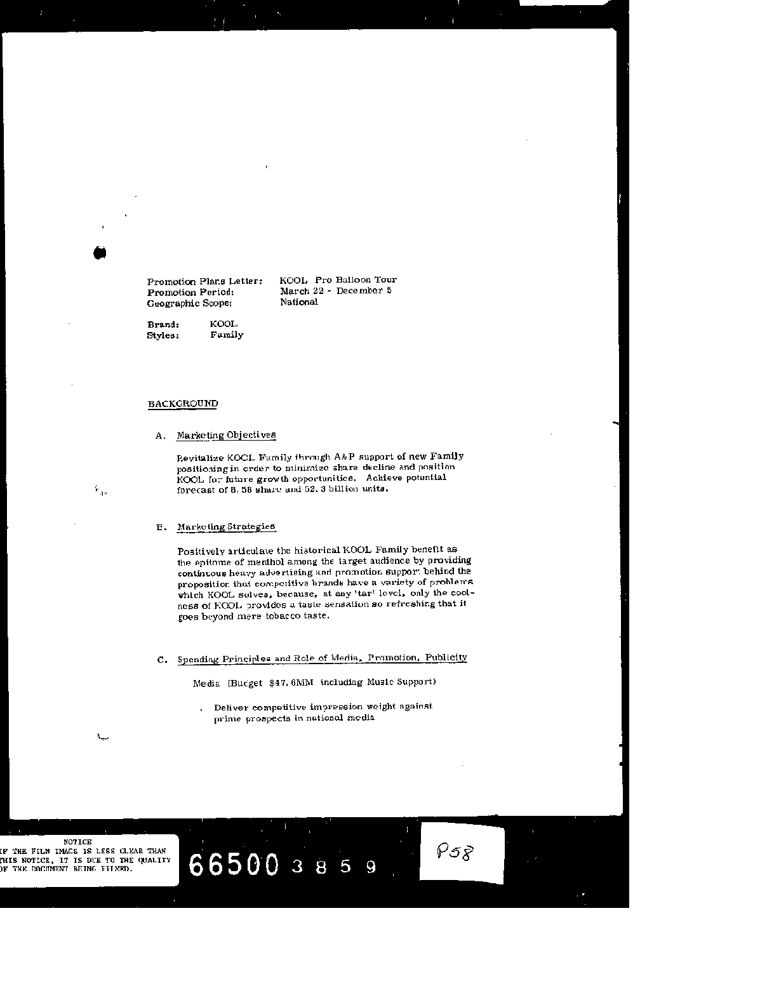 Promotion Plans Letter: KOOL Pro Balloon Tour
Promotion Period: March 22 - December 5
Geographic Scope: National
Brand: KOOL
Styles: Family
BACKGROUND
A. Marketing Objectives
Revitalize KOOL Family through A&P support of new Family
positioning in order to minimize share decline and position
KOOL for future growth opportunities. Achieve potential
forecast of 8.58 share and 52.3 billion units.
B. Marketing Strategies
Positively articulate the historical KOOL Family benefit as
the epitome of menthol among the target audience by providing
continuous heavy advertising and promotion support behind the
proposition that competitive brands have a variety of problems
which KOOL solves, because, at any 'tar' level, only the cool-
ness of KOOL provides a taste sensation so refreshing that it
goes beyond mere tobacco taste.
C. Spending Principles and Role of Media, Promotion, Publicity
Media (Budget $47.6MM including Music Support)
. Deliver competitive impression weight against
prime prospects in national media
NOTICE
IF THE FILM IMAGE IS LESS CLEAR THAN
THIS NOTICE, IT IS DUE TO THE QUALITY
OF THE DOCUMENT BEING FILMED.
66500 3859
P58